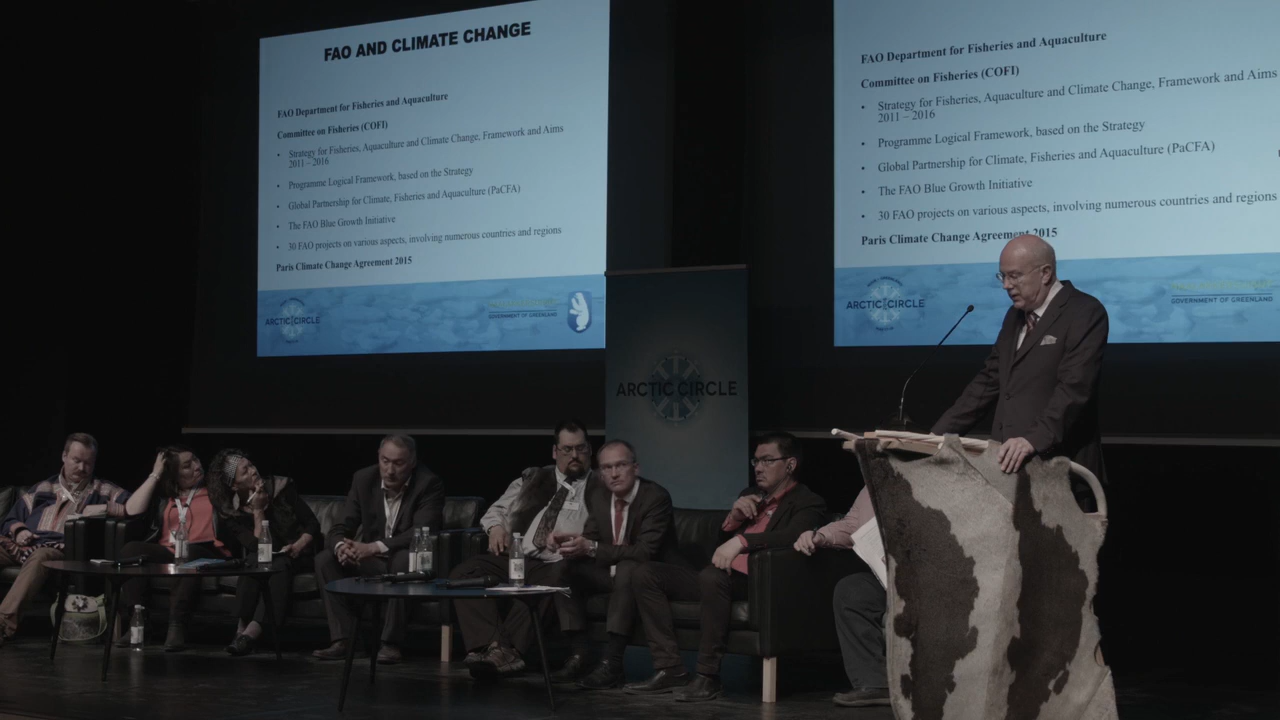 FAO AND CLIMATE CHANGE
FAO Department for Fisheries and Aquaculture
Committee on Fisheries (COFI)
• Strategy for Fisheries, Aquaculture and Climate Change, Framework and Aims
2011 – 2016
• Programme Logical Framework, based on the Strategy
• Global Partnership for Climate, Fisheries and Aquaculture (PaCFA)
• The FAO Blue Growth Initiative
• 30 FAO projects on various aspects, involving numerous countries and regions
Paris Climate Change Agreement 2015
ARCTIC CIRCLE
GOVERNMENT OF GREENLAND
FAO Department for Fisheries and Aquaculture
Committee on Fisheries (COFI)
• Strategy for Fisheries, Aquaculture and Climate Change, Framework and Aims
2011 – 2016
• Programme Logical Framework, based on the Strategy
• Global Partnership for Climate, Fisheries and Aquaculture (PaCFA)
• The FAO Blue Growth Initiative
• 30 FAO projects on various aspects, involving numerous countries and regions
Paris Climate Change Agreement 2015
ARCTIC CIRCLE
GOVERNMENT OF GREENLAND
ARCTIC CIRCLE